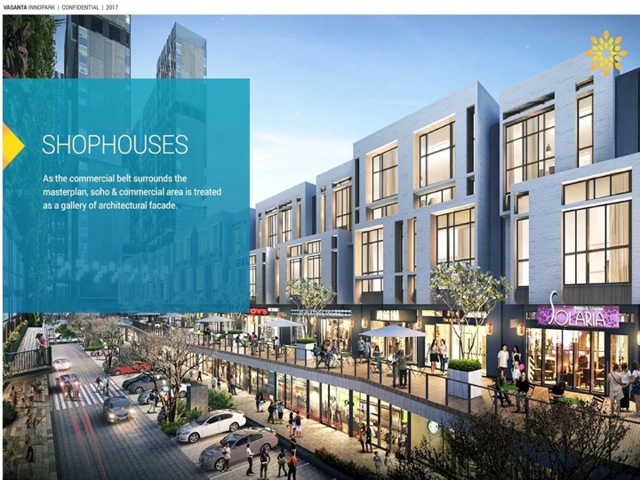 VASANTA INNOPARK | CONFIDENTIAL | 2017
SHOPHOUSES
As the commercial belt surrounds the
masterplan, soho & commercial area is treated
as a gallery of architectural facade.
SOLARIA